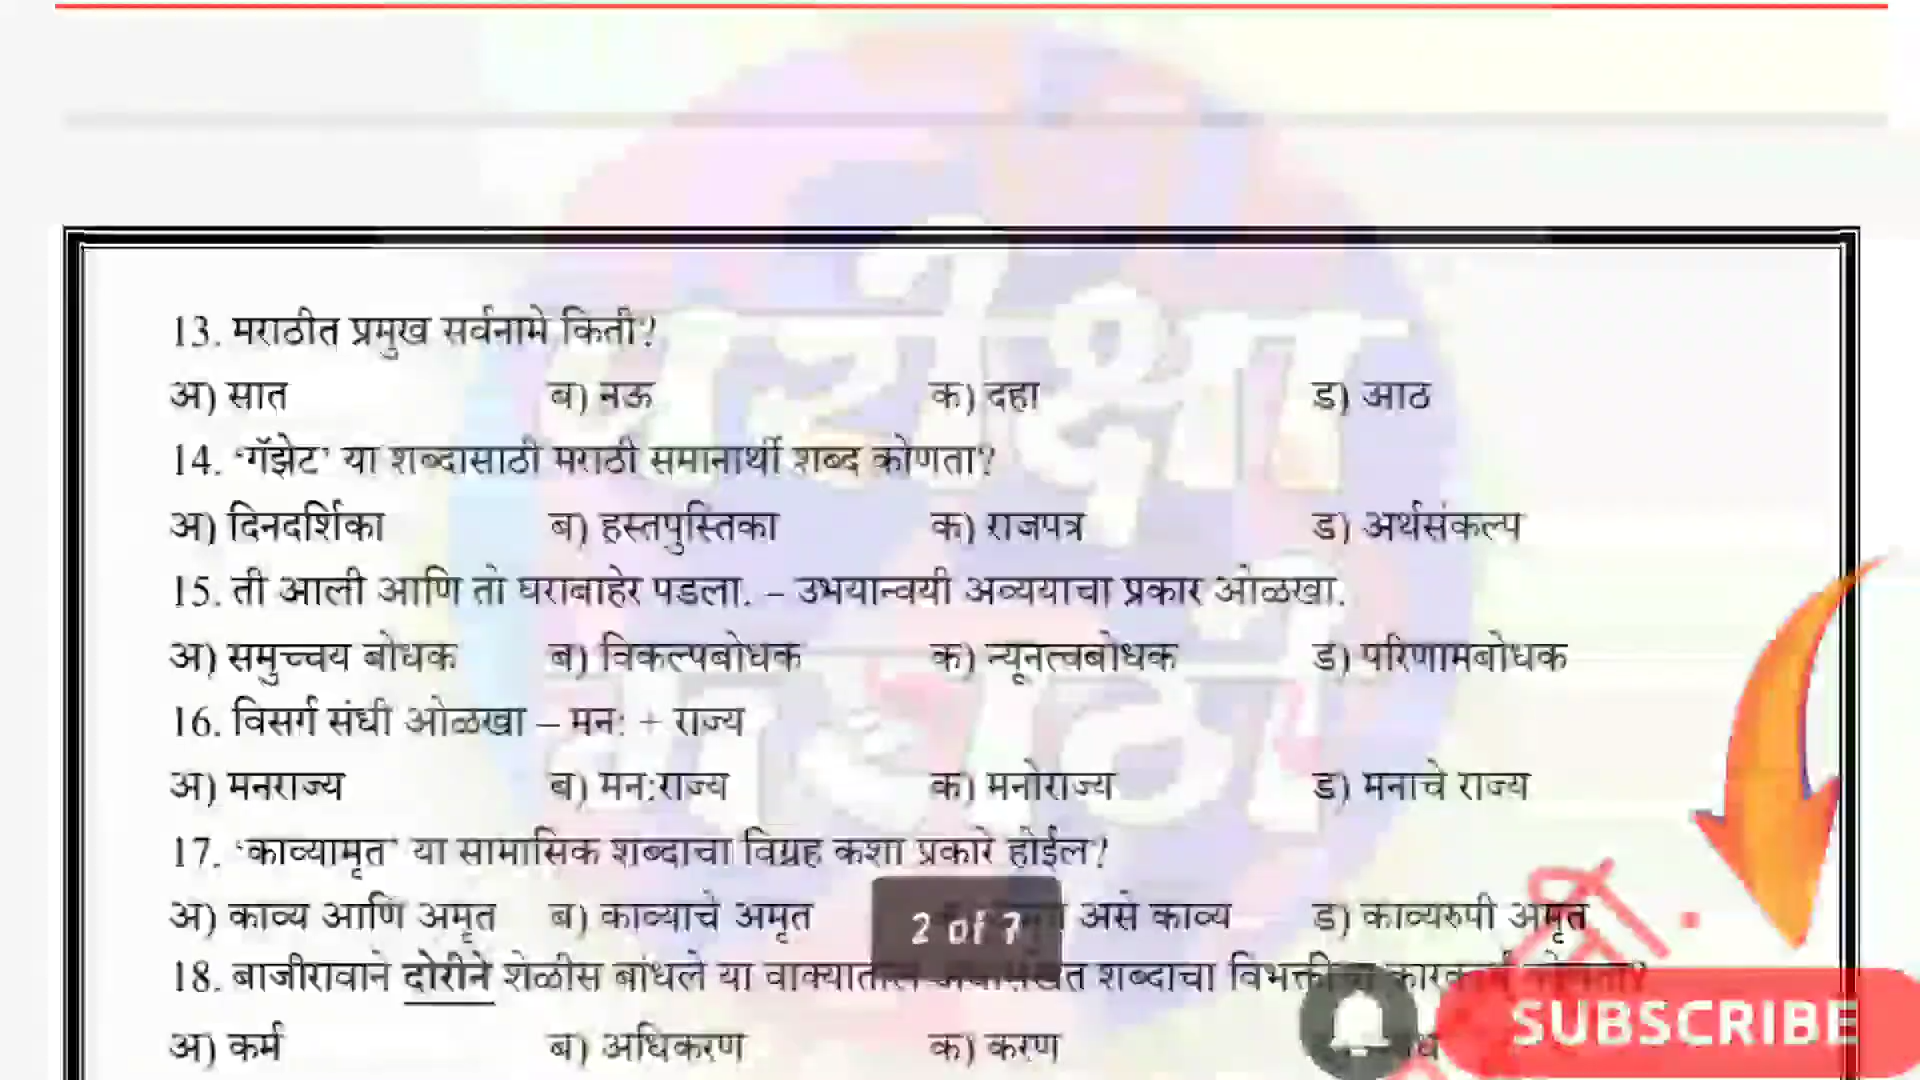 परीक्षा
मराठी
13. मराठीत प्रमुख सर्वनामे किती?
अ) सात ब) नऊ क) दहा ड) आठ
14. ‘गॅझेट’ या शब्दासाठी मराठी समानार्थी शब्द कोणता?
अ) दिनदर्शिका ब) हस्तपुस्तिका क) राजपत्र ड) अर्थसंकल्प
15. ती आली आणि तो घराबाहेर पडला. – उभयान्वयी अव्ययाचा प्रकार ओळखा.
अ) समुच्चय बोधक ब) विकल्पबोधक क) न्यूनत्वबोधक ड) परिणामबोधक
16. विसर्ग संधी ओळखा – मन: + राज्य
अ) मनराज्य ब) मन:राज्य क) मनोराज्य ड) मनाचे राज्य
17. ‘काव्यामृत’ या सामासिक शब्दाचा विग्रह कशा प्रकारे होईल?
अ) काव्य आणि अमृत ब) काव्याचे अमृत असे काव्य ड) काव्यरुपी अमृत
2 of 7
18. बाजीरावाने दोरीने शेळीस बांधले या वाक्यातील शब्दाचा
अ) कर्म ब) अधिकरण क) करण
SUBSCRIBE